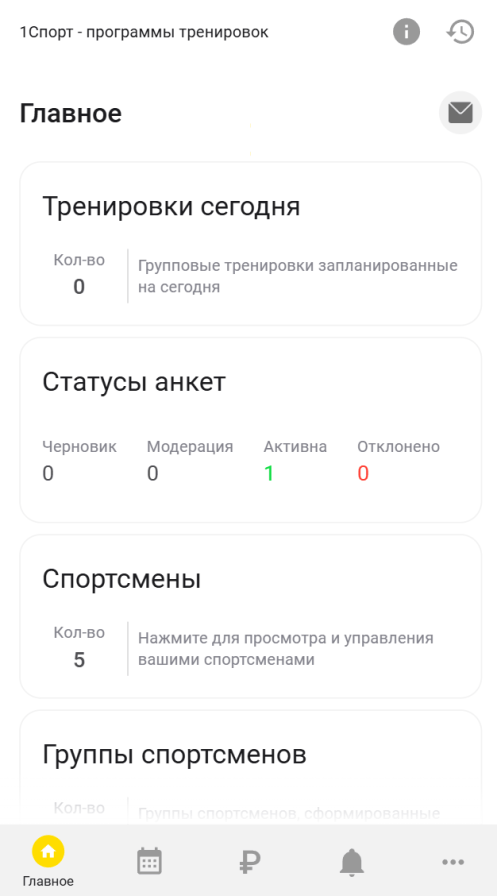 1Спорт - программы тренировок
Главное
Тренировки сегодня
Кол-во
0
Групповые тренировки запланированные
на сегодня
Статусы анкет
Черновик Модерация Активна Отклонено
0 0 1 0
Спортсмены
Кол-во
5
Нажмите для просмотра и управления
вашими спортсменами
Группы спортсменов
Кол-во
Группы спортсменов, сформированные
Главное